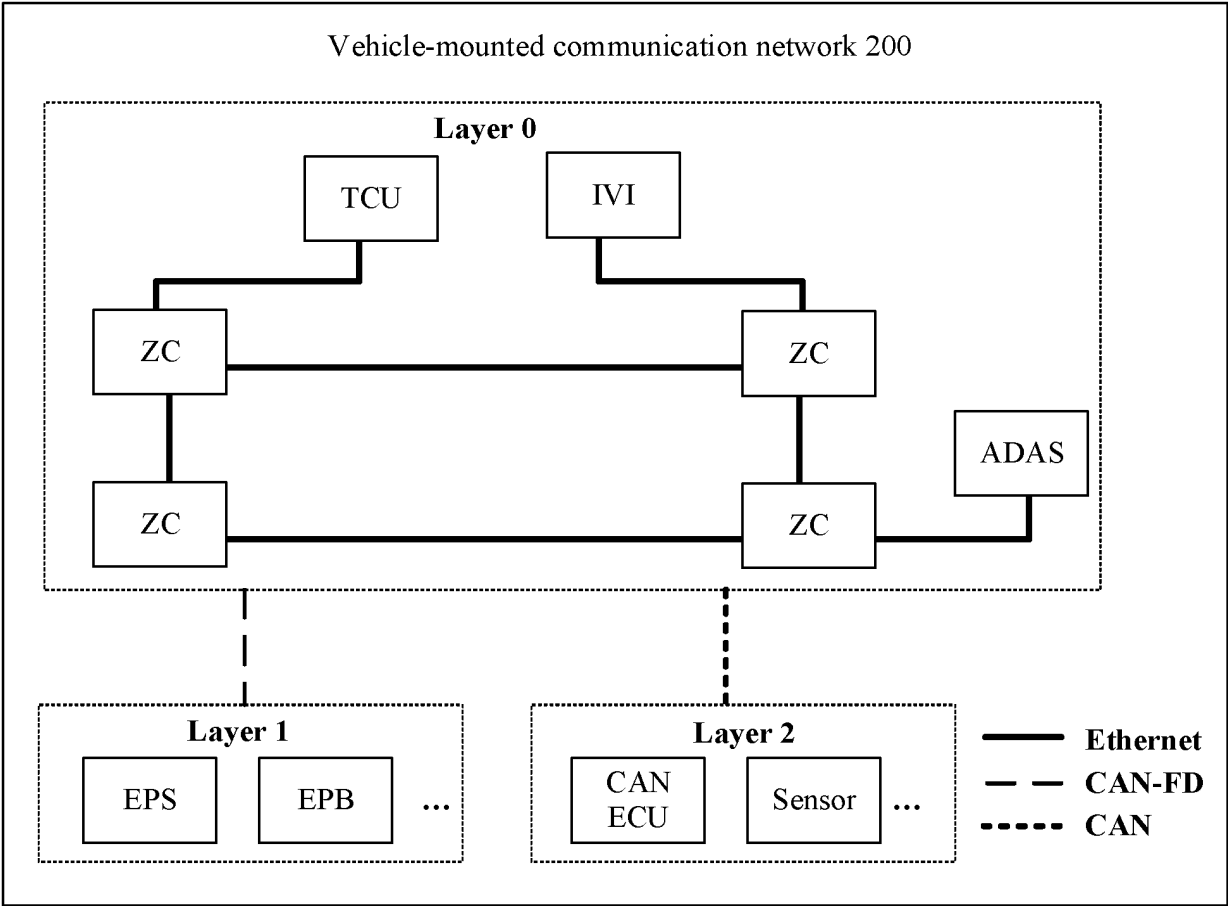 Vehicle-mounted communication network 200
Layer 0
TCU
IVI
ZC
ZC
ADAS
ZC
ZC
Layer 1
EPS
EPB
...
Layer 2
CAN
ECU
Sensor
...
Ethernet
CAN-FD
CAN